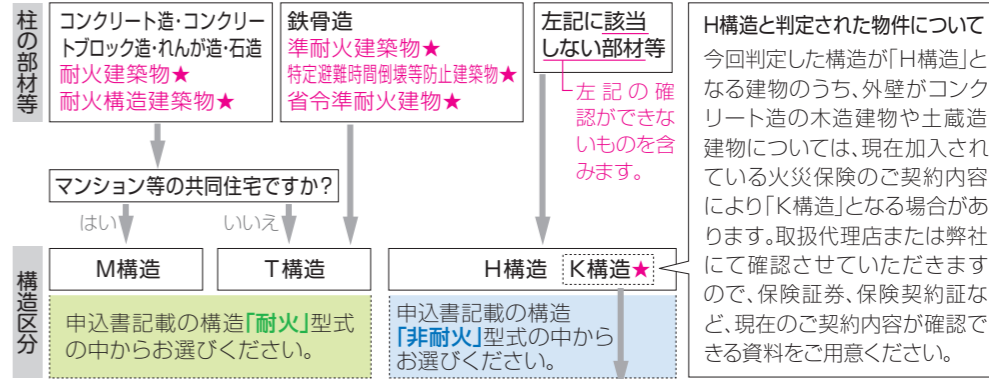 柱の部材等
コンクリート造・コンクリー
トブロック造・れんが造・石造
耐火建築物★
耐火構造建築物★
鉄骨造
準耐火建築物★
特定避難時間倒壊等防止建築物★
省令準耐火建物★
左記に該当
しない部材等
左記の確
認ができな
いものを含
みます。
マンション等の共同住宅ですか?
はい
いいえ
構造区分
M構造
T構造
H構造
K構造★
申込書記載の構造「耐火」型式
の中からお選びください。
申込書記載の構造
「非耐火」型式の中から
お選びください。
H構造と判定された物件について
今回判定した構造が「H構造」と
なる建物のうち、外壁がコンク
リート造の木造建物や土蔵造
建物については、現在加入され
ている火災保険のご契約内容
により「K構造」となる場合があ
ります。取扱代理店または弊社
にて確認させていただきます
ので、保険証券、保険契約証な
ど、現在のご契約内容が確認で
きる資料をご用意ください。